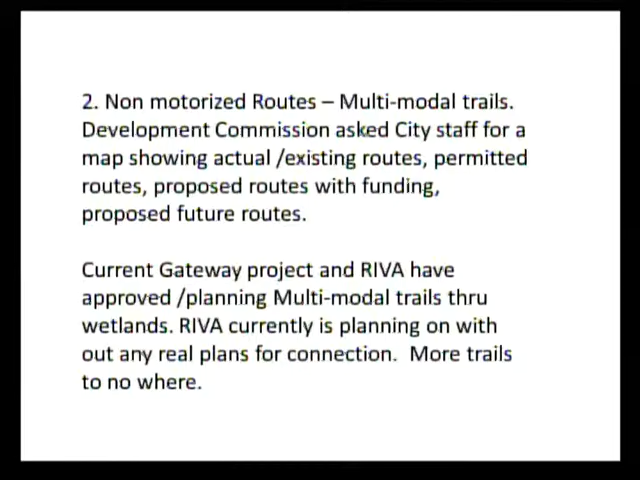 2. Non motorized Routes – Multi-modal trails.
Development Commission asked City staff for a
map showing actual /existing routes, permitted
routes, proposed routes with funding,
proposed future routes.
Current Gateway project and RIVA have
approved /planning Multi-modal trails thru
wetlands. RIVA currently is planning on with
out any real plans for connection.  More trails
to no where.